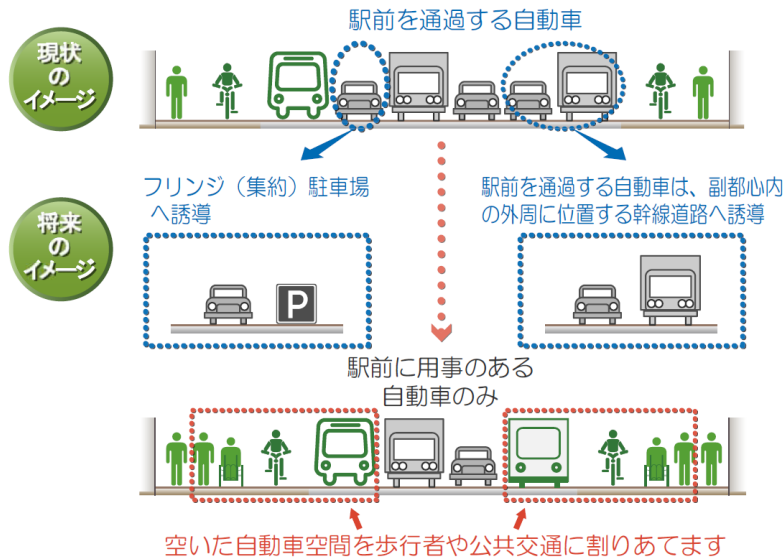 駅前を通過する自動車
現状
の
イメージ
フリンジ（集約）駐車場
へ誘導
駅前を通過する自動車は、副都心内
の外周に位置する幹線道路へ誘導
将来
の
イメージ
P
駅前に用事のある
自動車のみ
空いた自動車空間を歩行者や公共交通に割りあてます